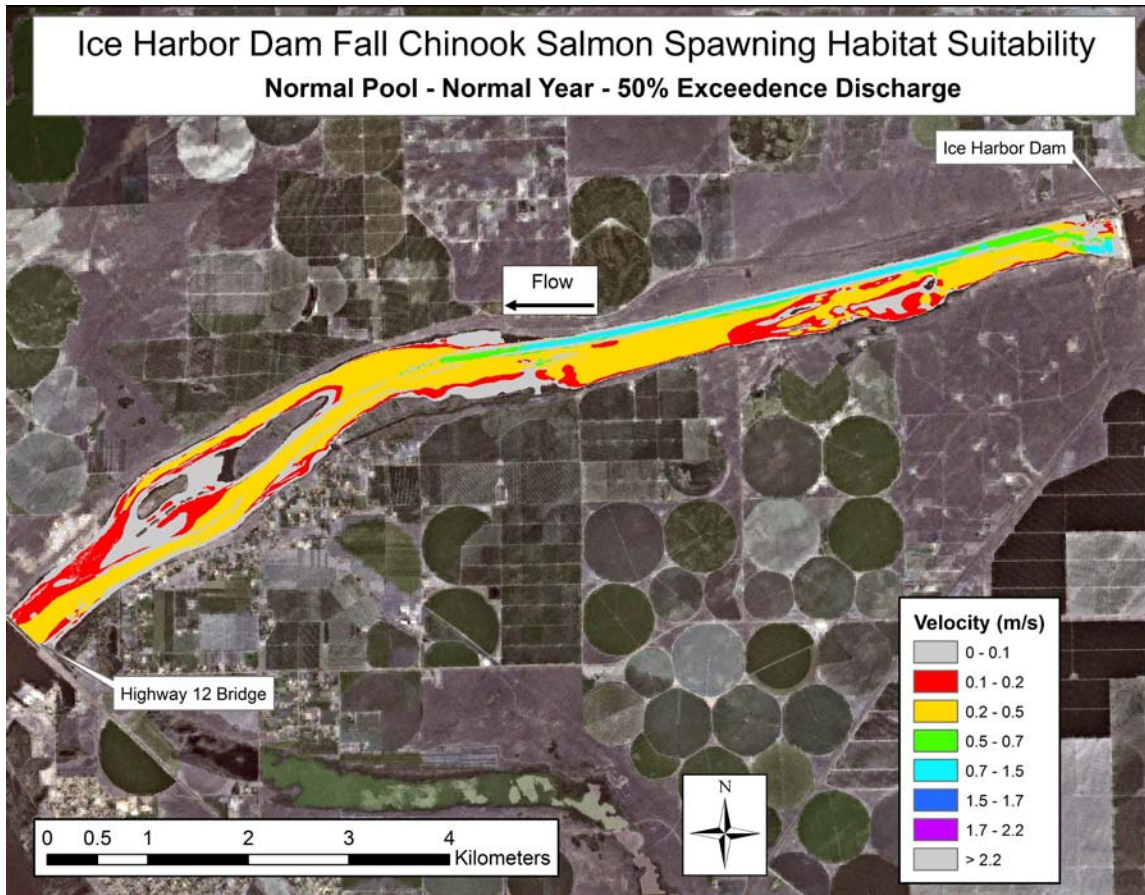 Ice Harbor Dam Fall Chinook Salmon Spawning Habitat Suitability
Normal Pool - Normal Year - 50% Exceedence Discharge
Ice Harbor Dam
Flow
Highway 12 Bridge
Velocity (m/s)
0 - 0.1
0.1 - 0.2
0.2 - 0.5
0.5 - 0.7
0.7 - 1.5
1.5 - 1.7
1.7 - 2.2
> 2.2
N
0 0.5 1 2 3 4
Kilometers